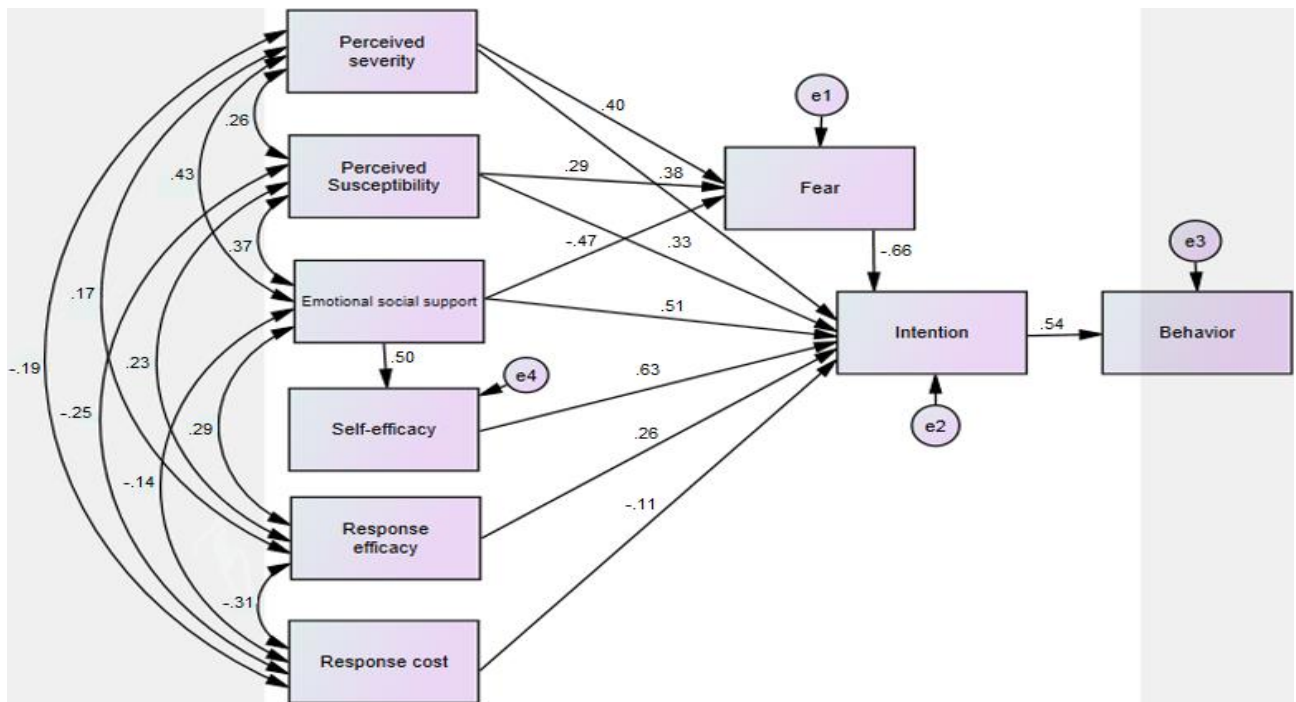 Perceived
severity
e1
.40
.26
Perceived
Susceptibility
.29
.38
Fear
.43
-.47
.33
-.66
e3
.37
Emotional social support
.17
.51
Intention
.54
Behavior
.50
.23
-.19
e4
.63
-.25
Self-efficacy
.29
.26
e2
-.14
-.11
Response
efficacy
-.31
Response cost